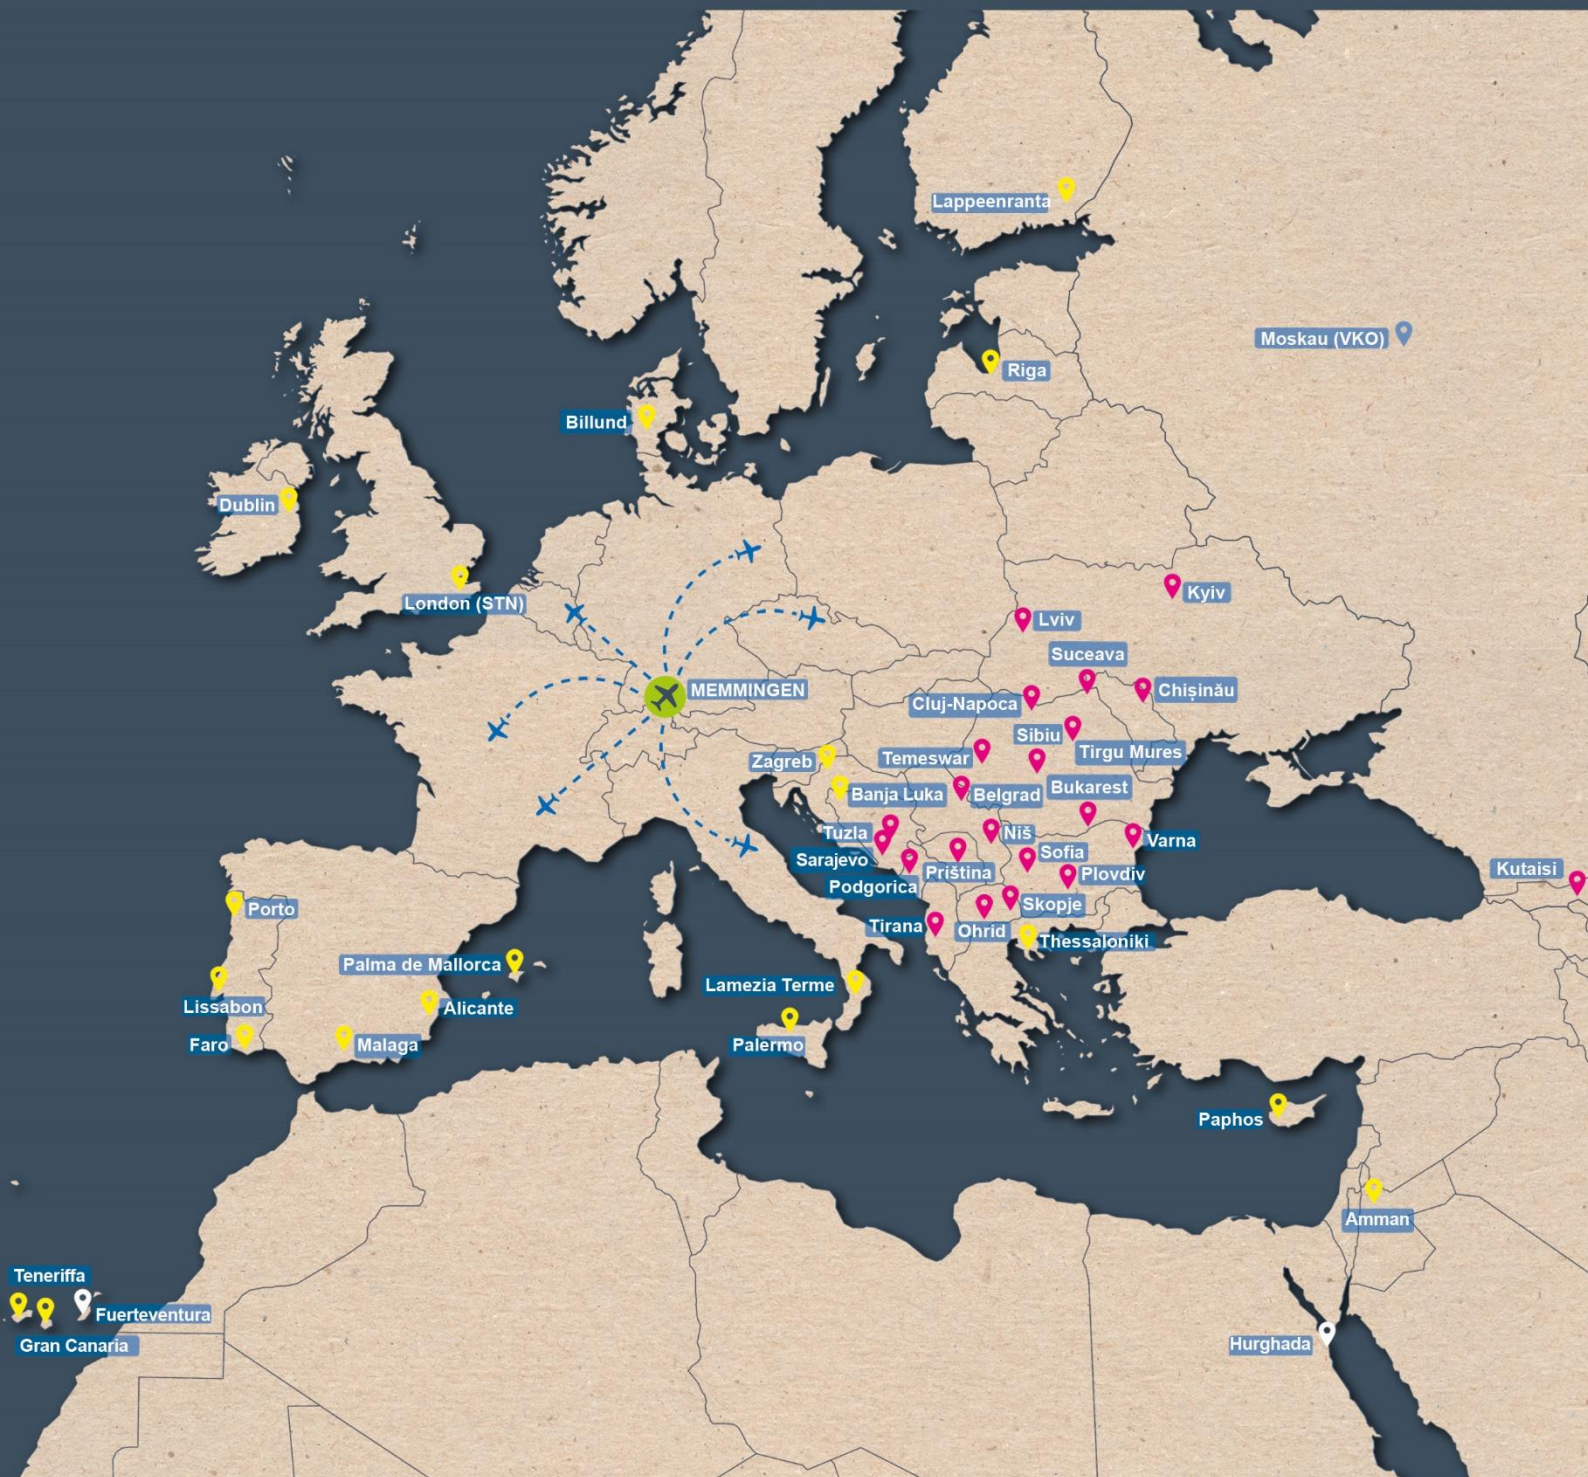 Lappeenranta
Moskau (VKO)
Riga
Billund
Dublin
London (STN)
Kyiv
Lviv
Suceava
MEMMINGEN
Chișinău
Cluj-Napoca
Sibiu
Tirgu Mures
Zagreb
Temeswar
Banja Luka
Belgrad
Bukarest
Tuzla
Niš
Varna
Sarajevo
Sofia
Priština
Plovdiv
Kutaisi
Podgorica
Skopje
Porto
Tirana
Ohrid
Thessaloniki
Palma de Mallorca
Lamezia Terme
Lissabon
Alicante
Faro
Malaga
Palermo
Paphos
Amman
Teneriffa
Fuerteventura
Gran Canaria
Hurghada